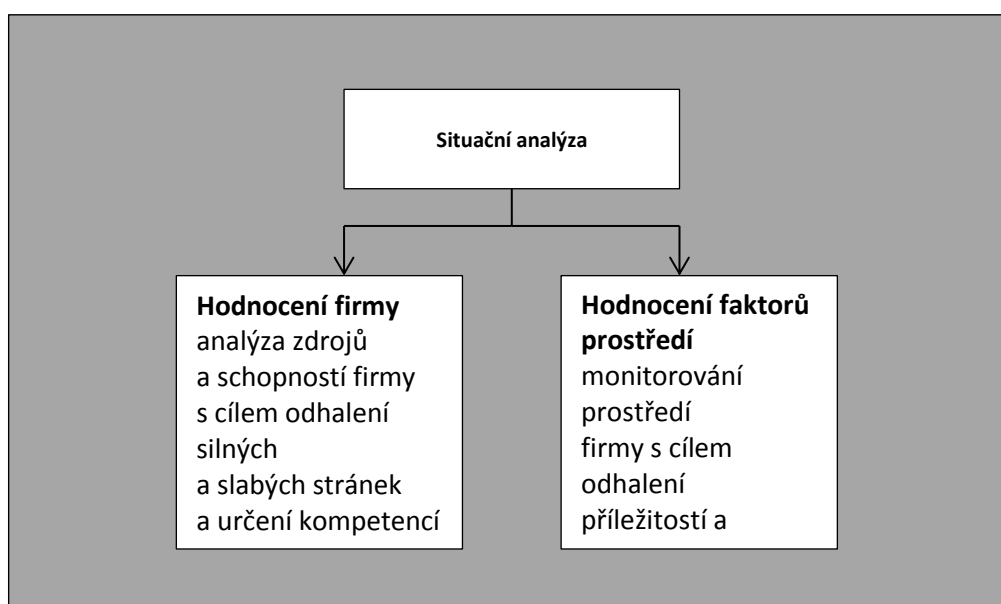 Situační analýza
Hodnocení firmy
analýza zdrojů
a schopností firmy
s cílem odhalení
silných
a slabých stránek
a určení kompetencí
Hodnocení faktorů
prostředí
monitorování
prostředí
firmy s cílem
odhalení
příležitostí a